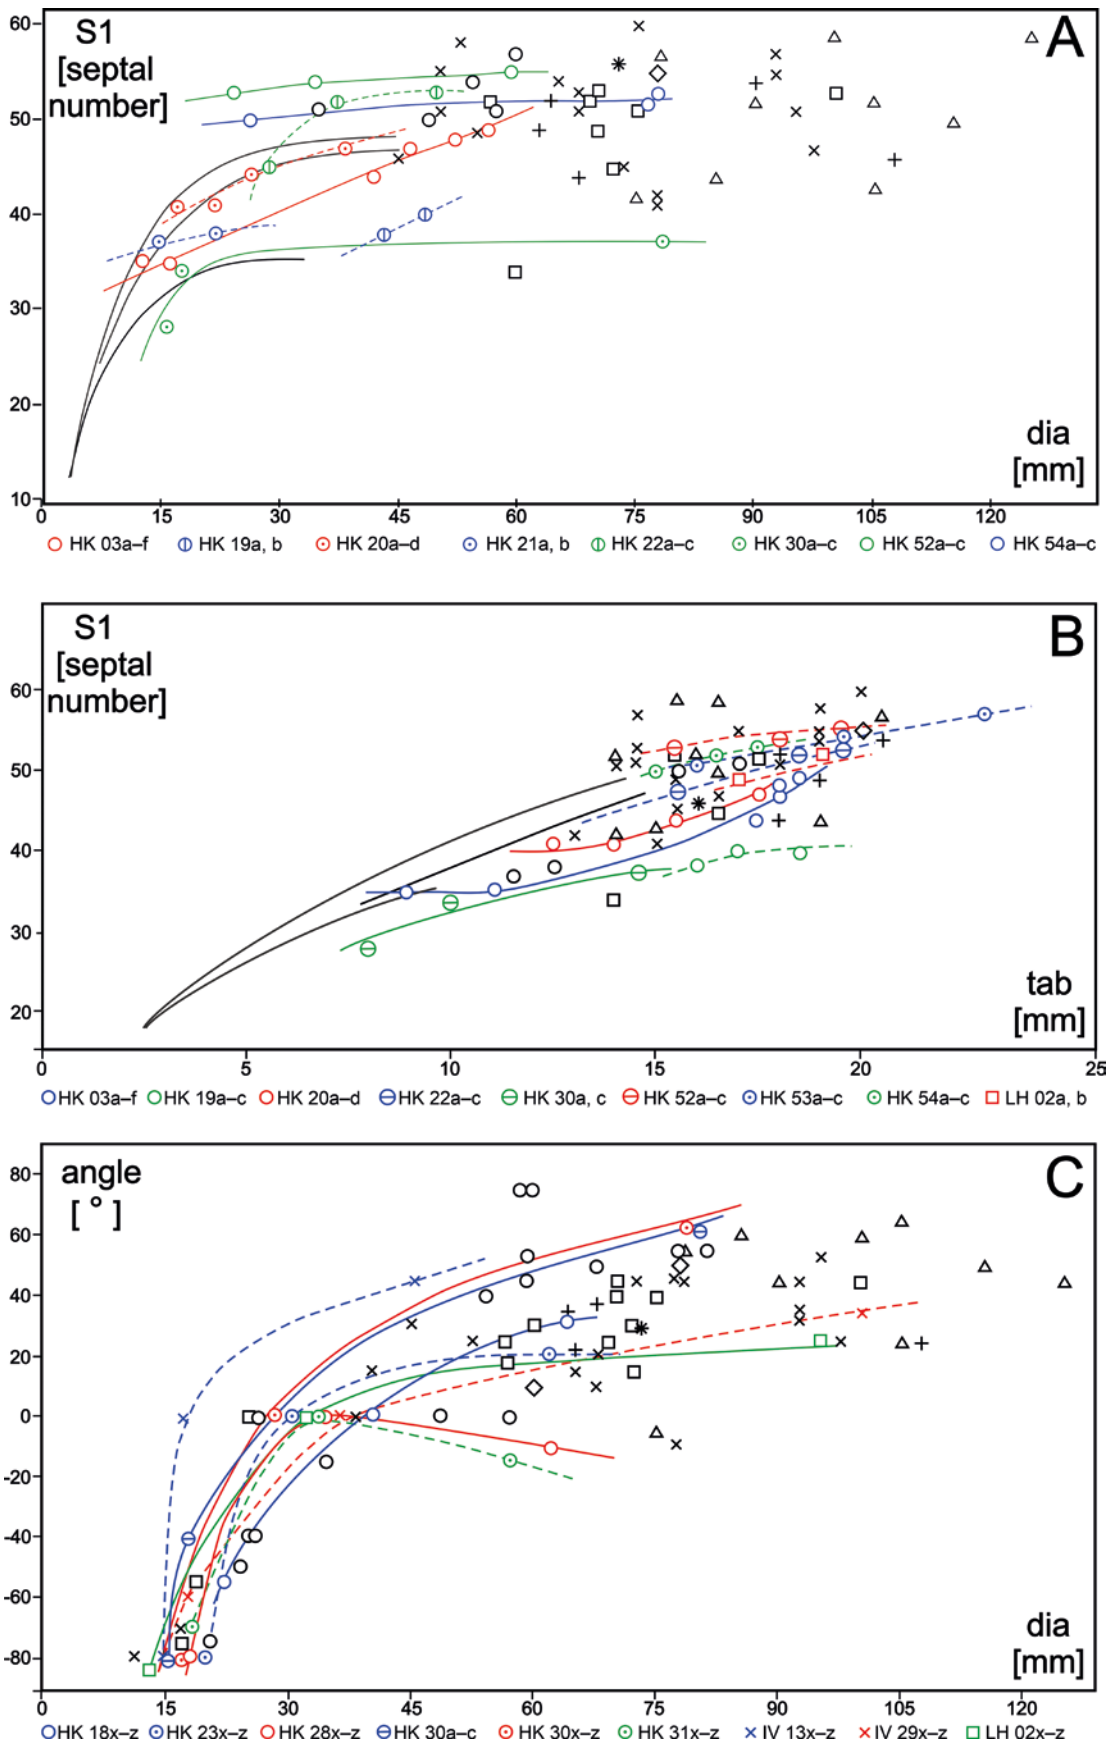 60
S1
[septal
number]
A
50
40
30
20
10
dia
[mm]
0 15 30 45 60 75 90 105 120
HK 03a–f HK 19a, b HK 20a–d HK 21a, b HK 22a–c HK 30a–c HK 52a–c HK 54a–c
S1
[septal
number]
B
60
50
40
30
20
tab
[mm]
0 5 10 15 20 25
HK 03a–f HK 19a–c HK 20a–d HK 22a–c HK 30a, c HK 52a–c HK 53a–c HK 54a–c LH 02a, b
angle
[ ° ]
C
80
60
40
20
0
-20
-40
-60
-80
dia
[mm]
0 15 30 45 60 75 90 105 120
HK 18x–z HK 23x–z HK 28x–z HK 30a–c HK 30x–z HK 31x–z IV 13x–z IV 29x–z LH 02x–z